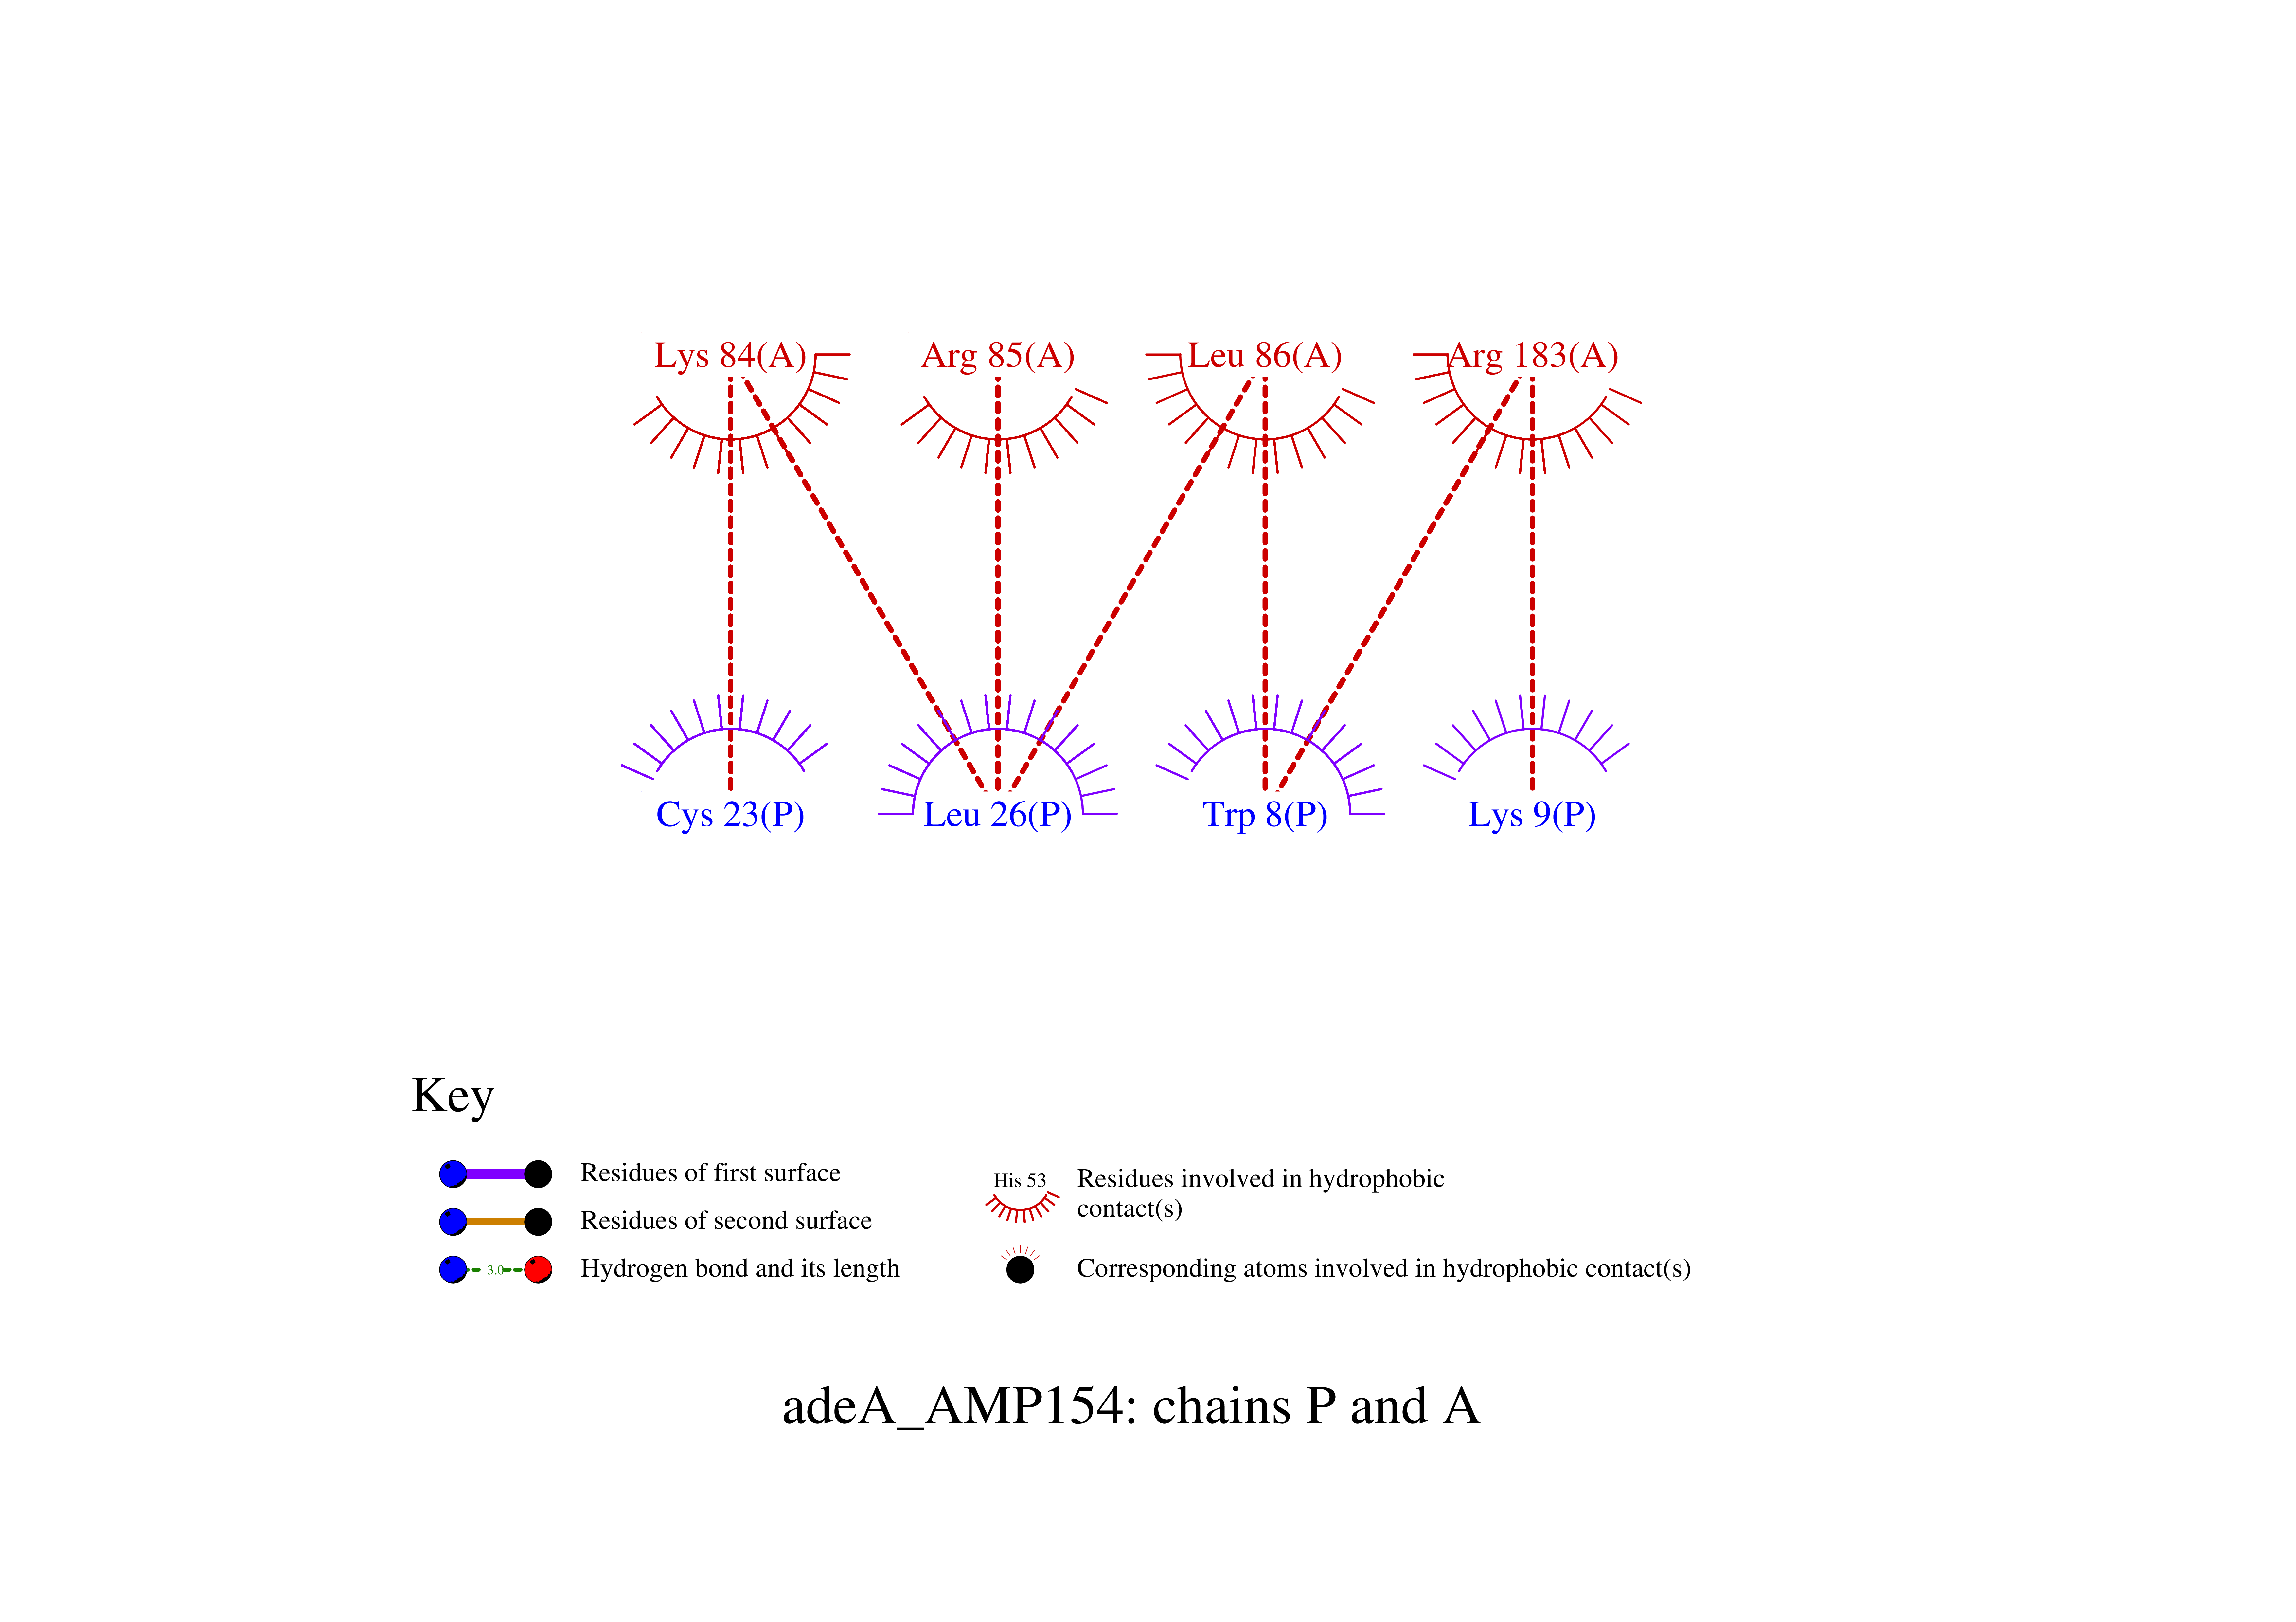 Lys 84(A) Arg 85(A) Leu 86(A) Arg 183(A)
Cys 23(P) Leu 26(P) Trp 8(P) Lys 9(P)
Key
Residues of first surface
Residues of second surface
3.0 Hydrogen bond and its length
His 53 Residues involved in hydrophobic
contact(s)
Corresponding atoms involved in hydrophobic contact(s)
adeA_AMP154: chains P and A